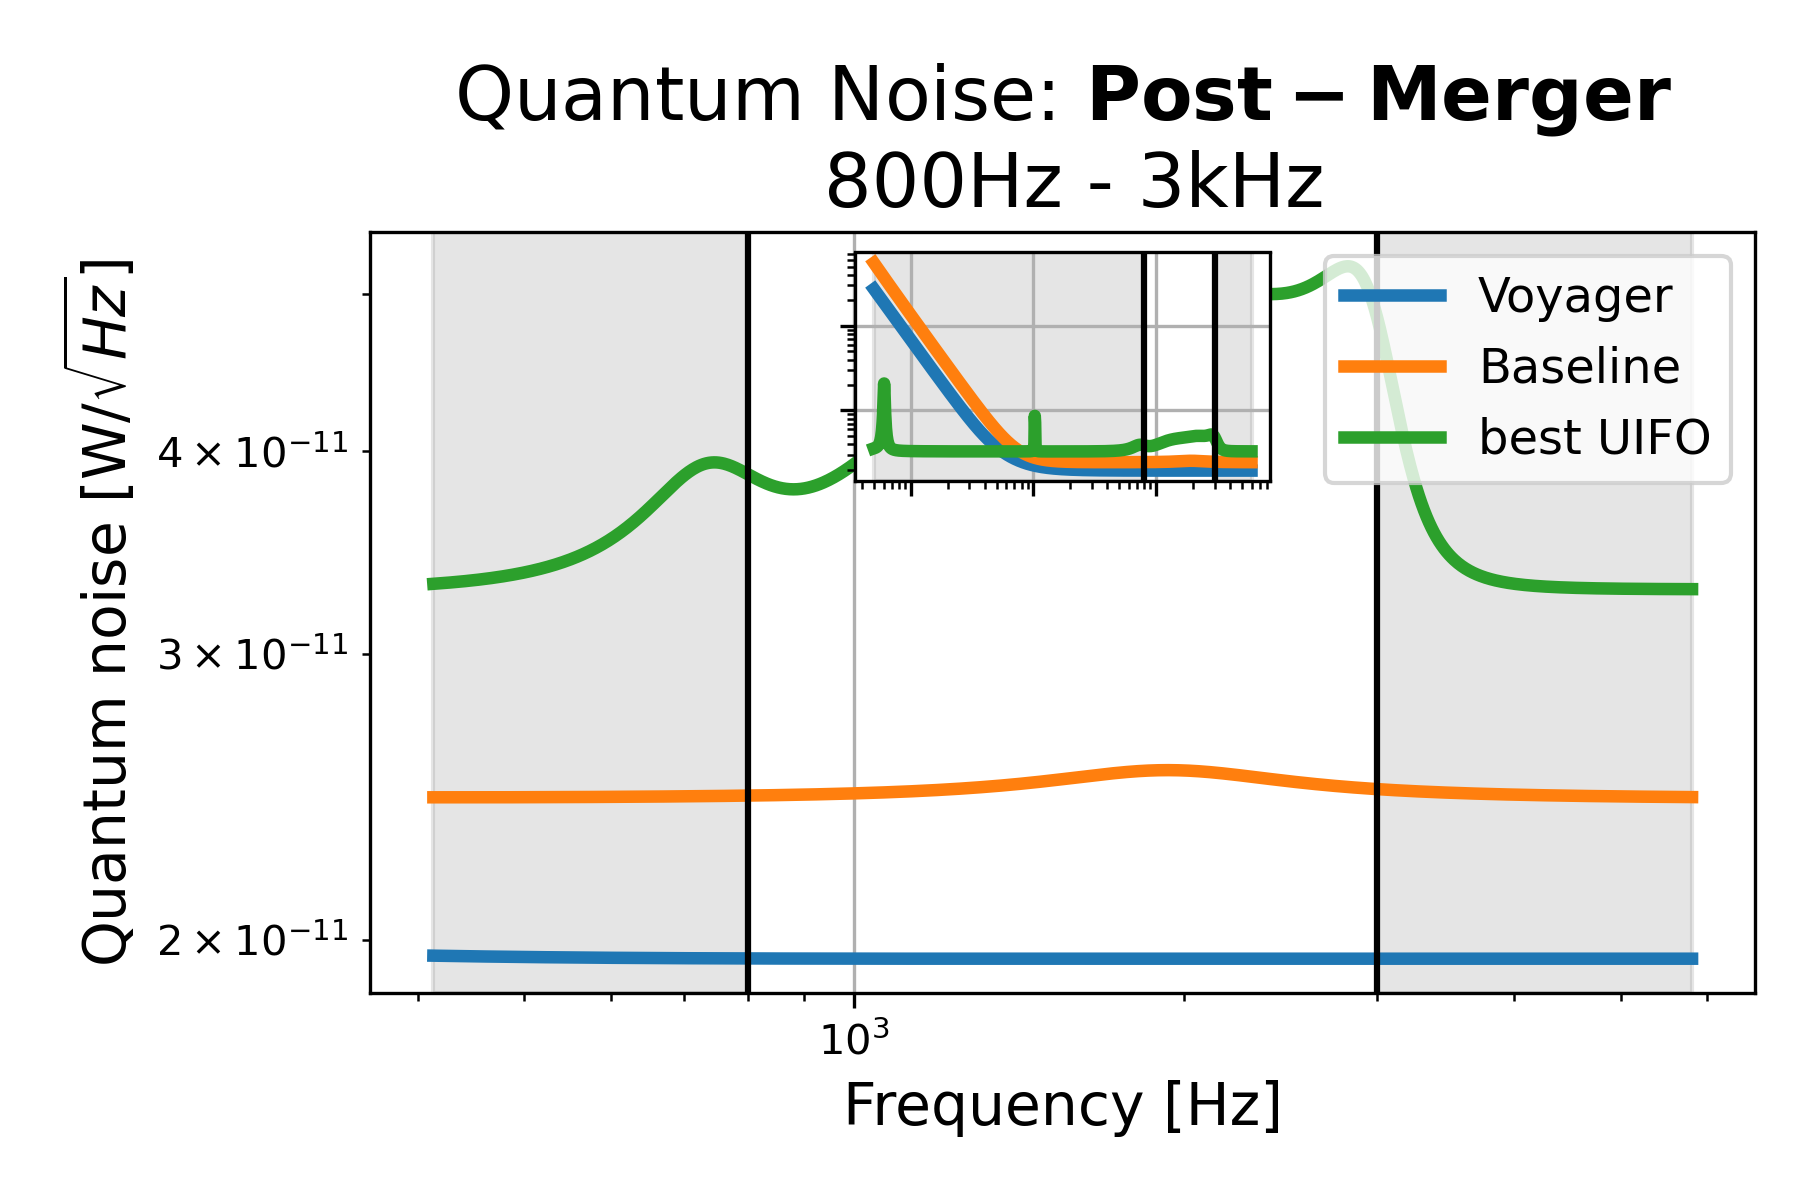 Quantum Noise: Post − Merger
800Hz - 3kHz
Quantum noise [W/√Hz]
4 × 10⁻¹¹
3 × 10⁻¹¹
2 × 10⁻¹¹
Voyager
Baseline
best UIFO
10³
Frequency [Hz]